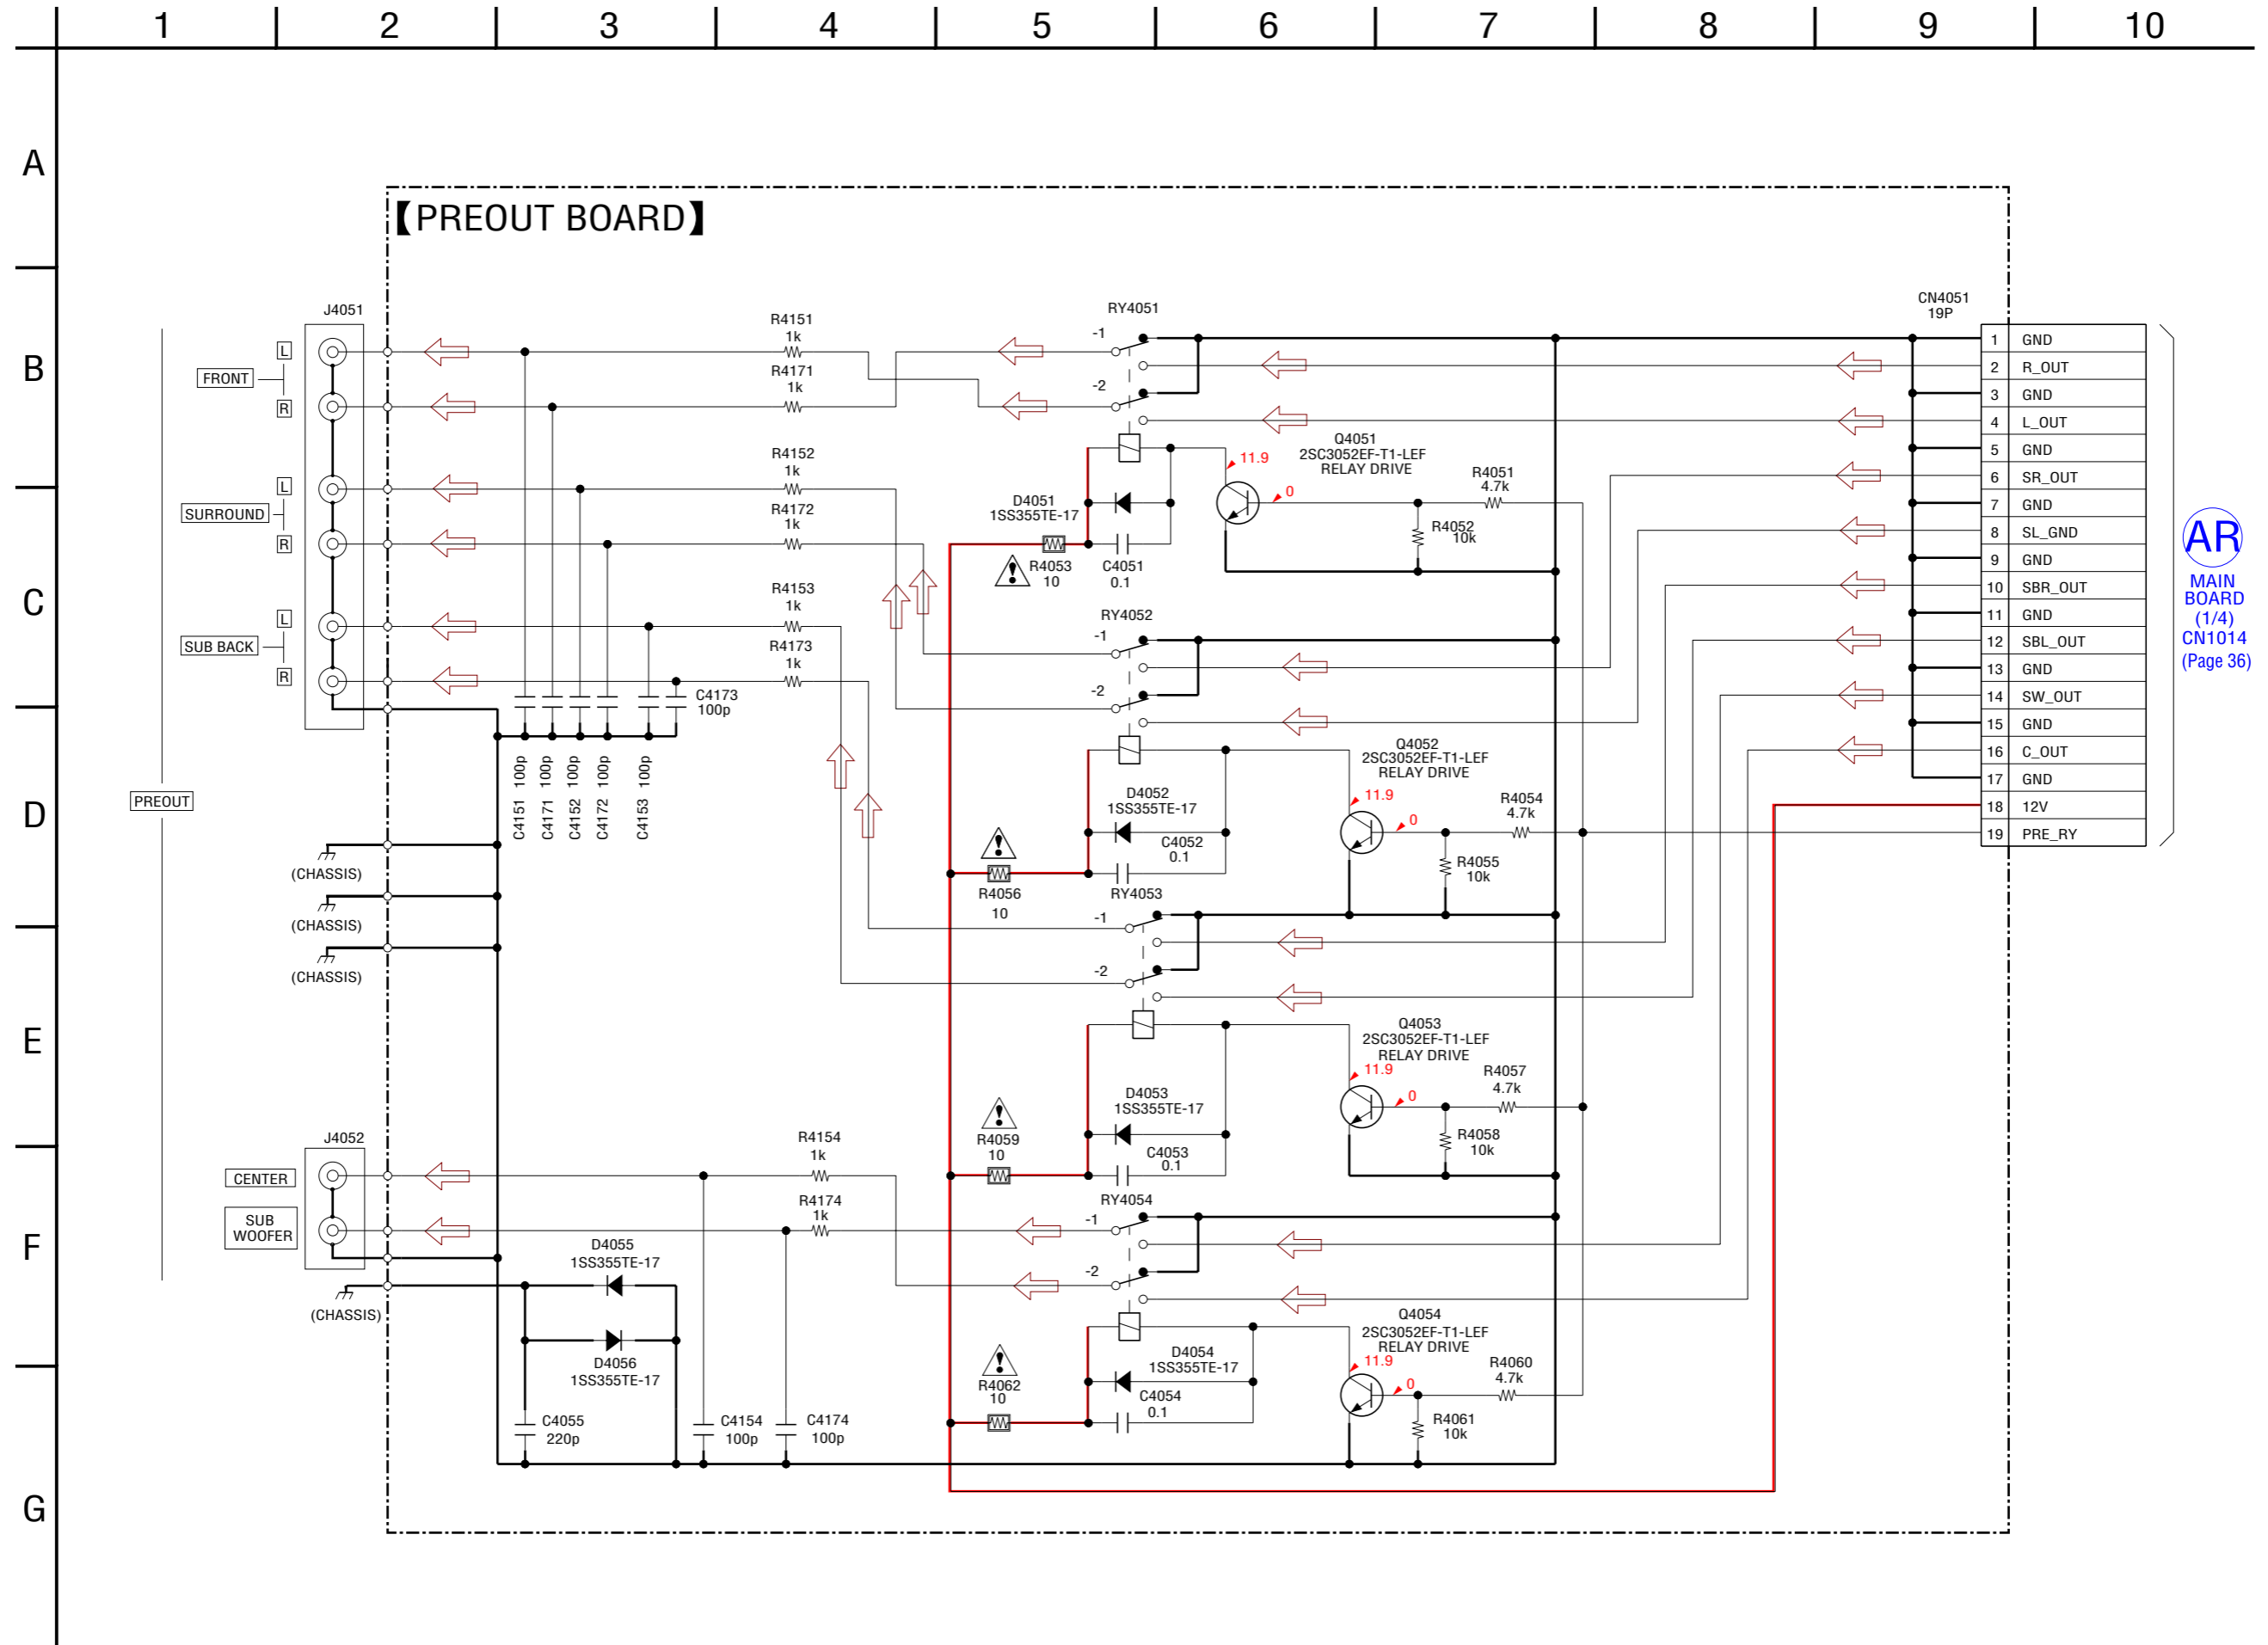 1 2 3 4 5 6 7 8 9 10
A
B
C
D
E
F
G
【PREOUT BOARD】
J4051
FRONT
L
R
SURROUND
L
R
SUB BACK
L
R
PREOUT
R4151
1k
R4171
1k
R4152
1k
R4172
1k
R4153
1k
R4173
1k
C4173
100p
C4151 100p
C4171 100p
C4152 100p
C4172 100p
C4153 100p
(CHASSIS)
(CHASSIS)
(CHASSIS)
RY4051
-1
-2
D4051
1SS355TE-17
R4053
10
C4051
0.1
Q4051
2SC3052EF-T1-LEF
RELAY DRIVE
11.9
0
R4051
4.7k
R4052
10k
RY4052
-1
-2
D4052
1SS355TE-17
C4052
0.1
R4056
10
Q4052
2SC3052EF-T1-LEF
RELAY DRIVE
11.9
0
R4054
4.7k
R4055
10k
RY4053
-1
-2
D4053
1SS355TE-17
C4053
0.1
R4059
10
Q4053
2SC3052EF-T1-LEF
RELAY DRIVE
11.9
0
R4057
4.7k
R4058
10k
RY4054
-1
-2
D4054
1SS355TE-17
C4054
0.1
R4062
10
Q4054
2SC3052EF-T1-LEF
RELAY DRIVE
11.9
0
R4060
4.7k
R4061
10k
J4052
CENTER
SUB
WOOFER
(CHASSIS)
R4154
1k
R4174
1k
D4055
1SS355TE-17
D4056
1SS355TE-17
C4055
220p
C4154
100p
C4174
100p
CN4051
19P
1 GND
2 R_OUT
3 GND
4 L_OUT
5 GND
6 SR_OUT
7 GND
8 SL_GND
9 GND
10 SBR_OUT
11 GND
12 SBL_OUT
13 GND
14 SW_OUT
15 GND
16 C_OUT
17 GND
18 12V
19 PRE_RY
AR
MAIN
BOARD
(1/4)
CN1014
(Page 36)